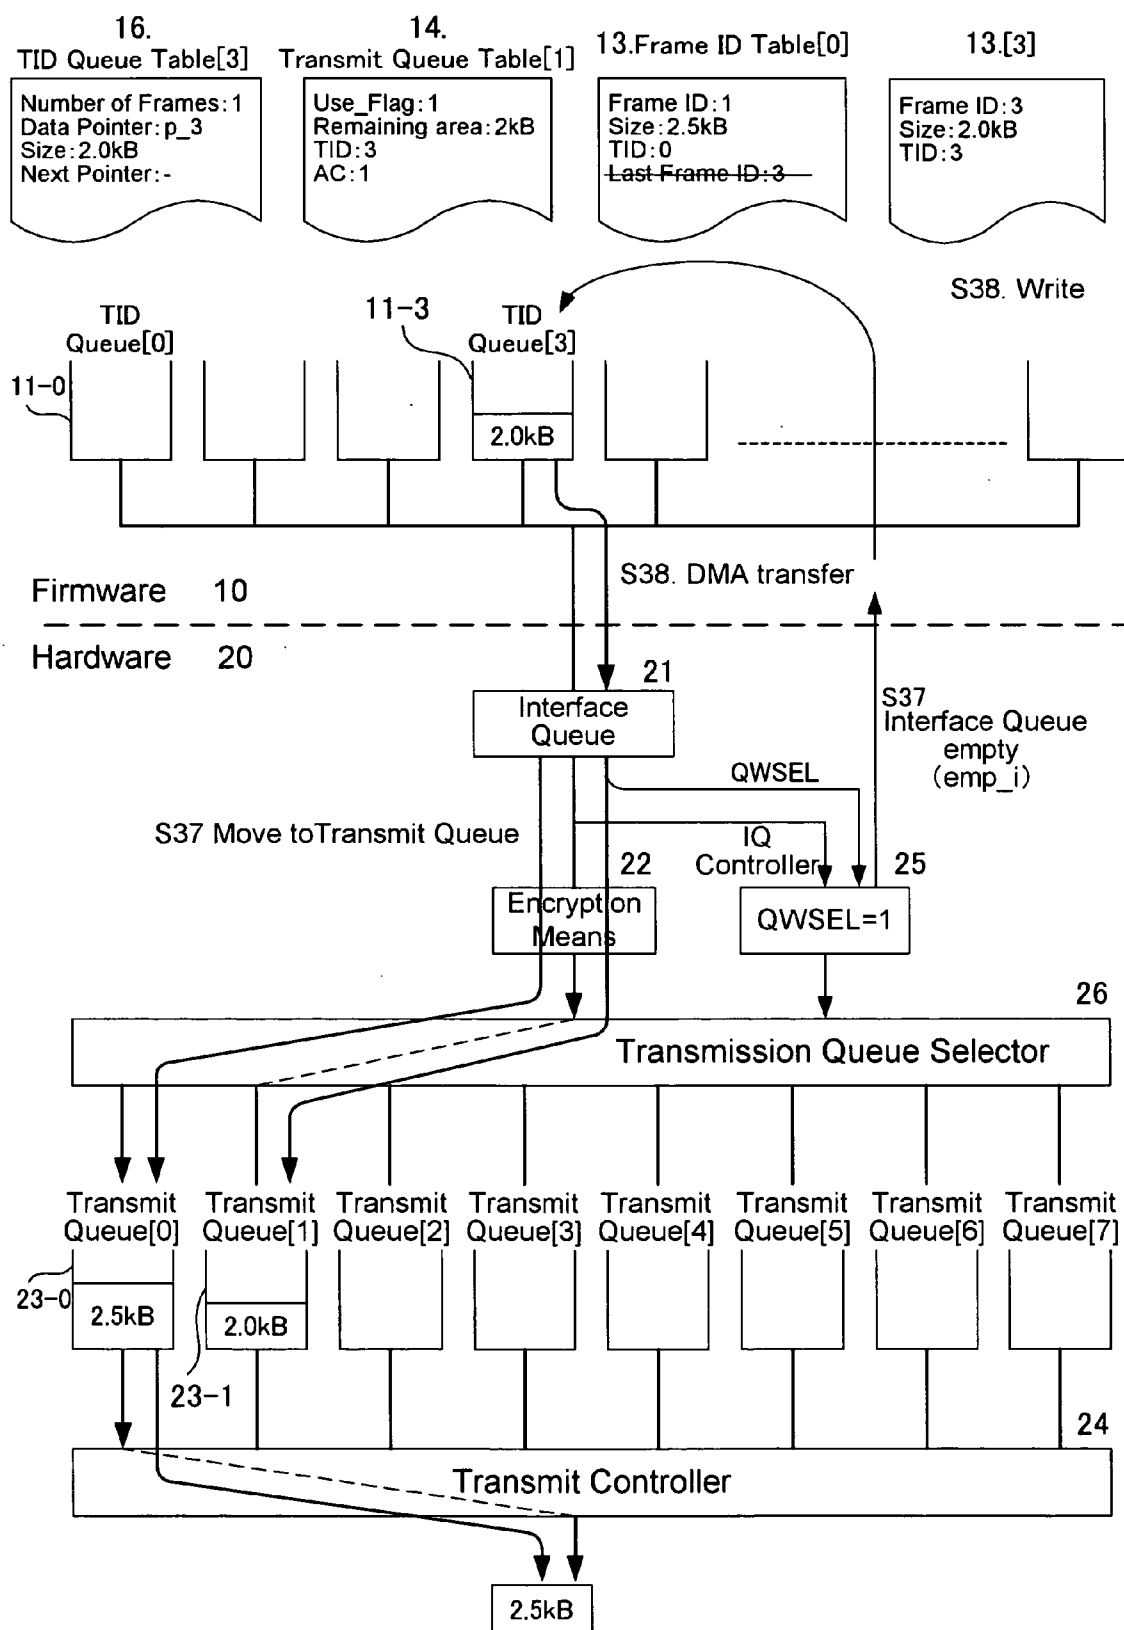 16.
TID Queue Table[3]
Number of Frames:1
Data Pointer:p_3
Size:2.0kB
Next Pointer:-
14.
Transmit Queue Table[1]
Use_Flag:1
Remaining area:2kB
TID:3
AC:1
13.Frame ID Table[0]
Frame ID:1
Size:2.5kB
TID:0
Last Frame ID:3
13.[3]
Frame ID:3
Size:2.0kB
TID:3
S38. Write
TID
Queue[0]
11-3
TID
Queue[3]
11-0
2.0kB
S38. DMA transfer
Firmware 10
Hardware 20
21
Interface
Queue
S37
Interface Queue
empty
(emp_i)
QWSEL
S37 Move toTransmit Queue
IQ
Controller
22
25
Encryption
Means
QWSEL=1
26
Transmission Queue Selector
Transmit
Queue[0]
Transmit
Queue[1]
Transmit
Queue[2]
Transmit
Queue[3]
Transmit
Queue[4]
Transmit
Queue[5]
Transmit
Queue[6]
Transmit
Queue[7]
23-0
2.5kB
2.0kB
23-1
24
Transmit Controller
2.5kB